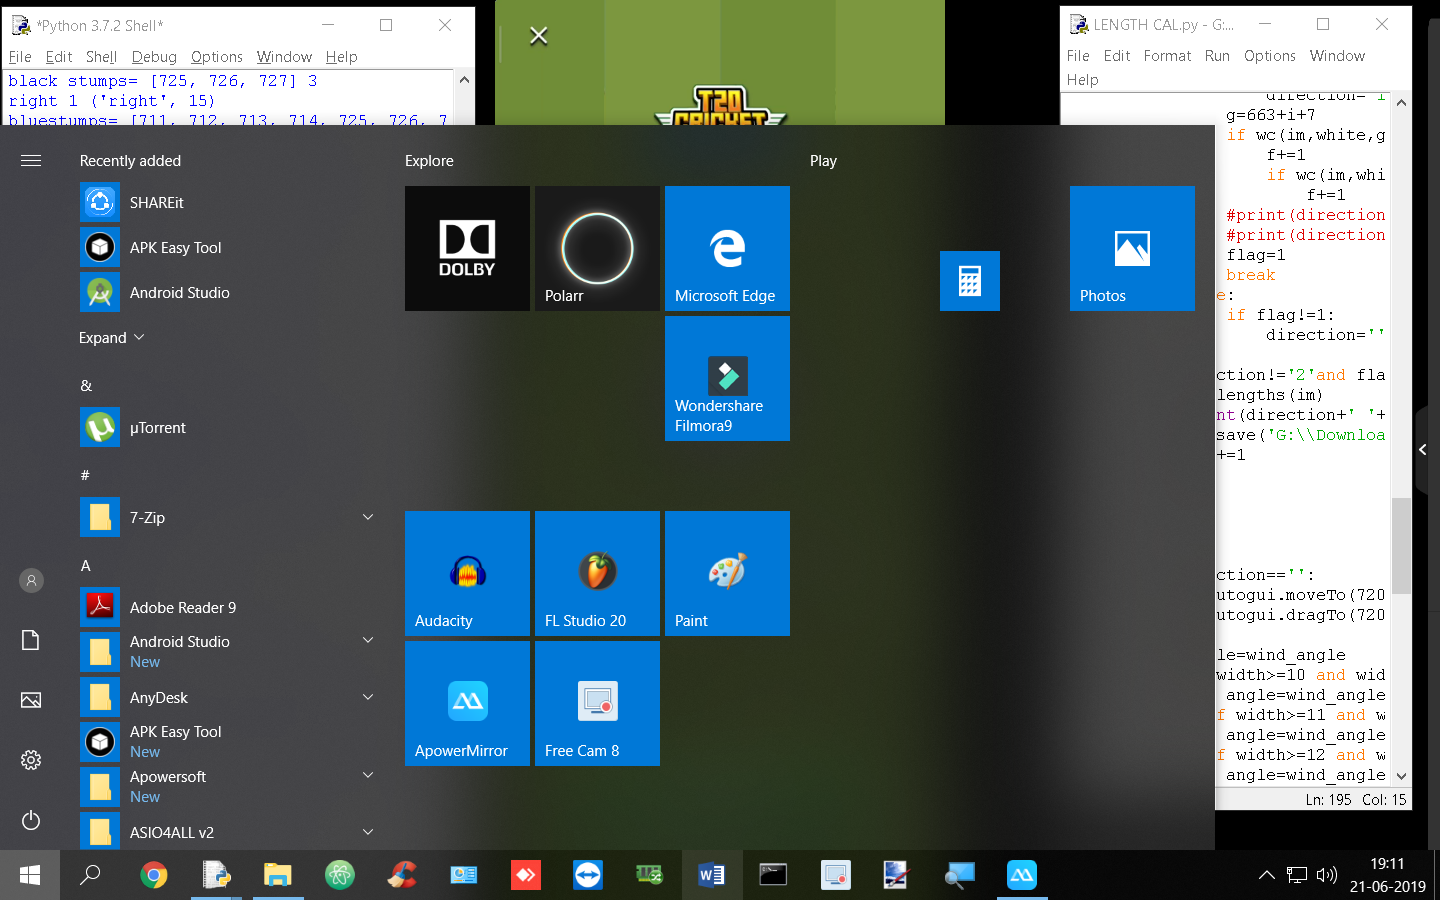 *Python 3.7.2 Shell*
File Edit Shell Debug Options Window Help
black stumps= [725, 726, 727] 3
right 1 ('right', 15)
bluestumps= [711, 712, 713, 714, 725, 726, 7
T20
CRICKET
LENGTH CAL.py - G:...
File Edit Format Run Options Window
Help
direction='i
g=663+i+7
if wc(im,white,g
f+=1
if wc(im,whi
f+=1
#print(direction
#print(direction
flag=1
break
e:
if flag!=1:
direction=''
ction!='2'and fla
lengths(im)
nt(direction+' '+
save('G:\\Downloa
+=1
ction=='':
utogui.moveTo(720
utogui.dragTo(720
le=wind_angle
width>=10 and wid
angle=wind_angle
f width>=11 and w
angle=wind_angle
f width>=12 and w
angle=wind_angle
Ln: 195 Col: 15
Recently added
SHAREit
APK Easy Tool
Android Studio
Expand
&
µTorrent
#
7-Zip
A
Adobe Reader 9
Android Studio
New
AnyDesk
APK Easy Tool
New
Apowersoft
New
ASIO4ALL v2
Explore
DOLBY
Polarr
Microsoft Edge
Wondershare
Filmora9
Audacity
FL Studio 20
Paint
ApowerMirror
Free Cam 8
Play
Photos
19:11
21-06-2019